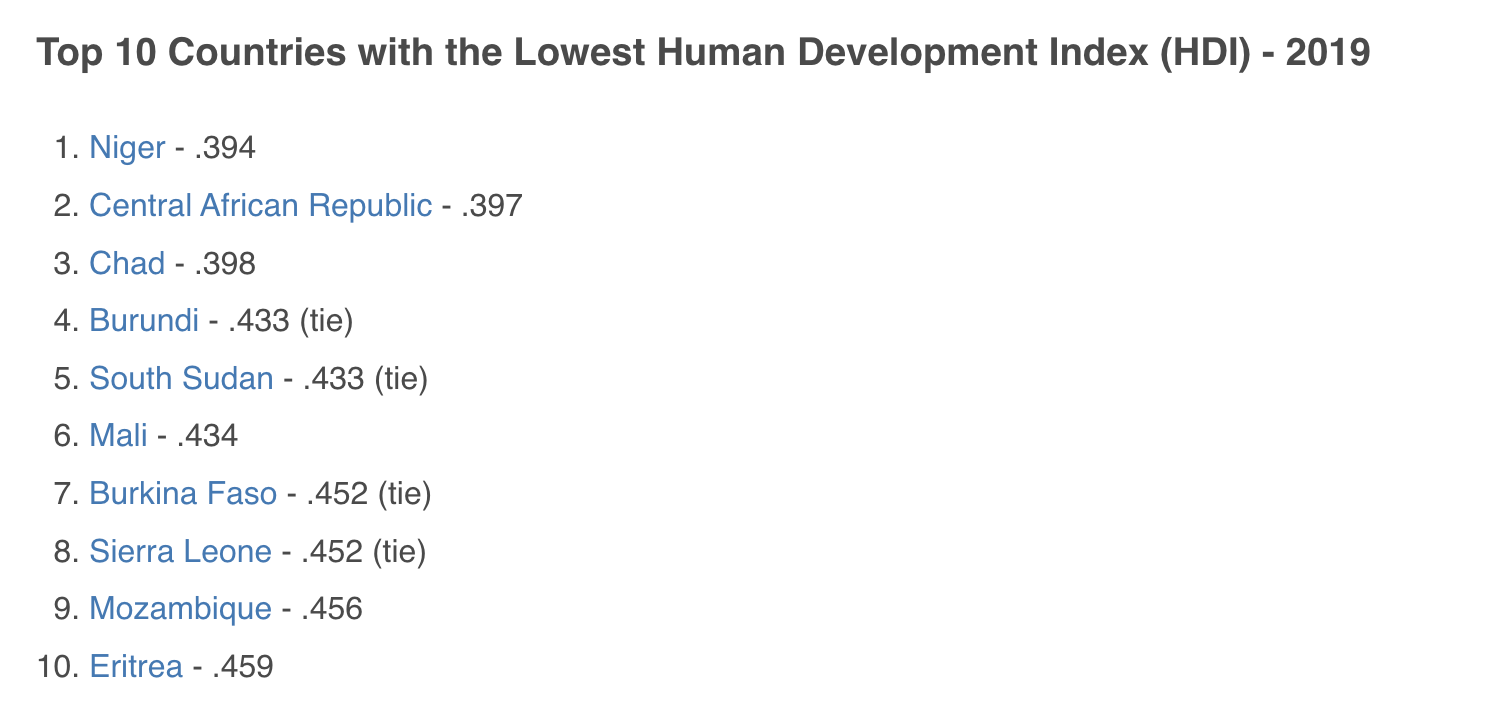 Top 10 Countries with the Lowest Human Development Index (HDI) - 2019
1. Niger - .394
2. Central African Republic - .397
3. Chad - .398
4. Burundi - .433 (tie)
5. South Sudan - .433 (tie)
6. Mali - .434
7. Burkina Faso - .452 (tie)
8. Sierra Leone - .452 (tie)
9. Mozambique - .456
10. Eritrea - .459